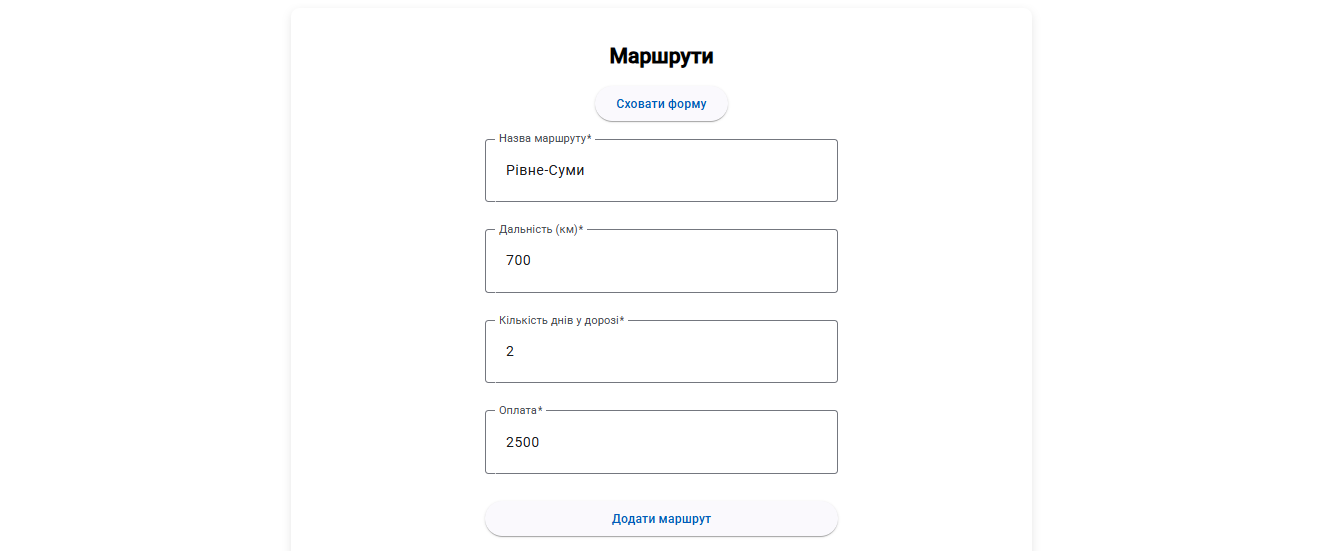 Маршрути
Сховати форму
Назва маршруту*
Рівне-Суми
Дальність (км)*
700
Кількість днів у дорозі*
2
Оплата*
2500
Додати маршрут